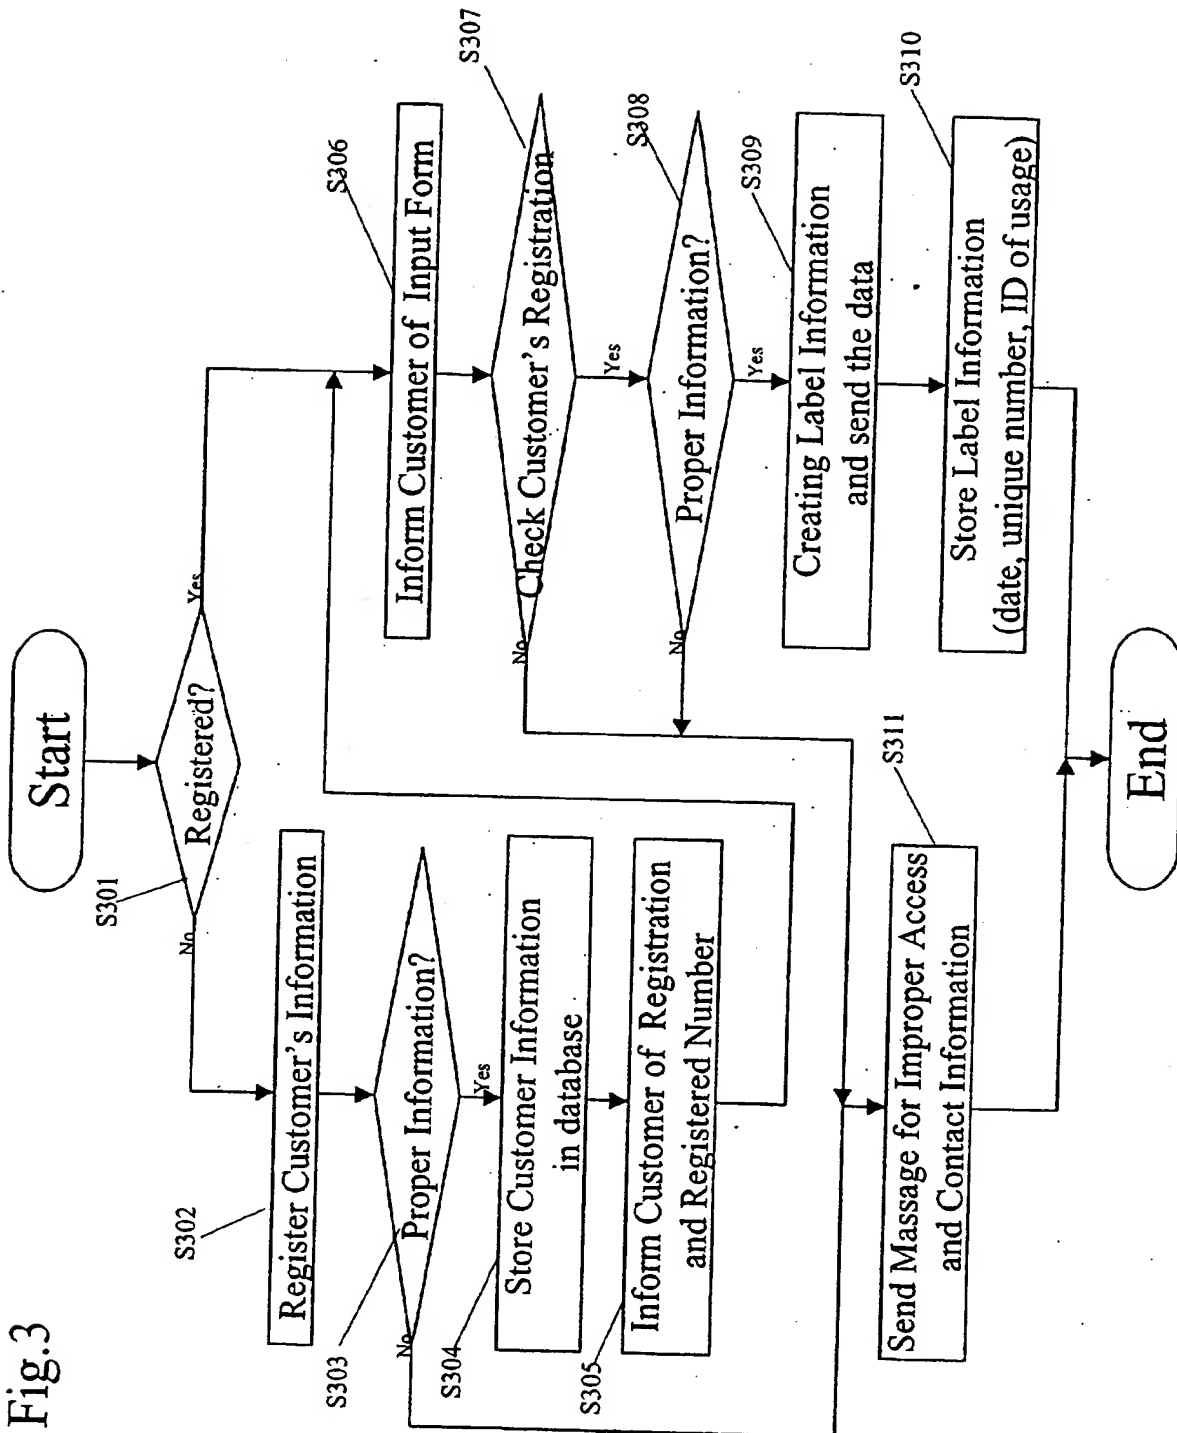 Fig.3
Start
Registered?
S301
Yes
No
S302
Register Customer's Information
S303
Proper Information?
No
Yes
S304
Store Customer Information
in database
S305
Inform Customer of Registration
and Registered Number
S306
Inform Customer of Input Form
S307
Check Customer's Registration
No
Yes
S308
Proper Information?
No
Yes
S309
Creating Label Information
and send the data
S310
Store Label Information
(date, unique number, ID of usage)
S311
Send Massage for Improper Access
and Contact Information
End